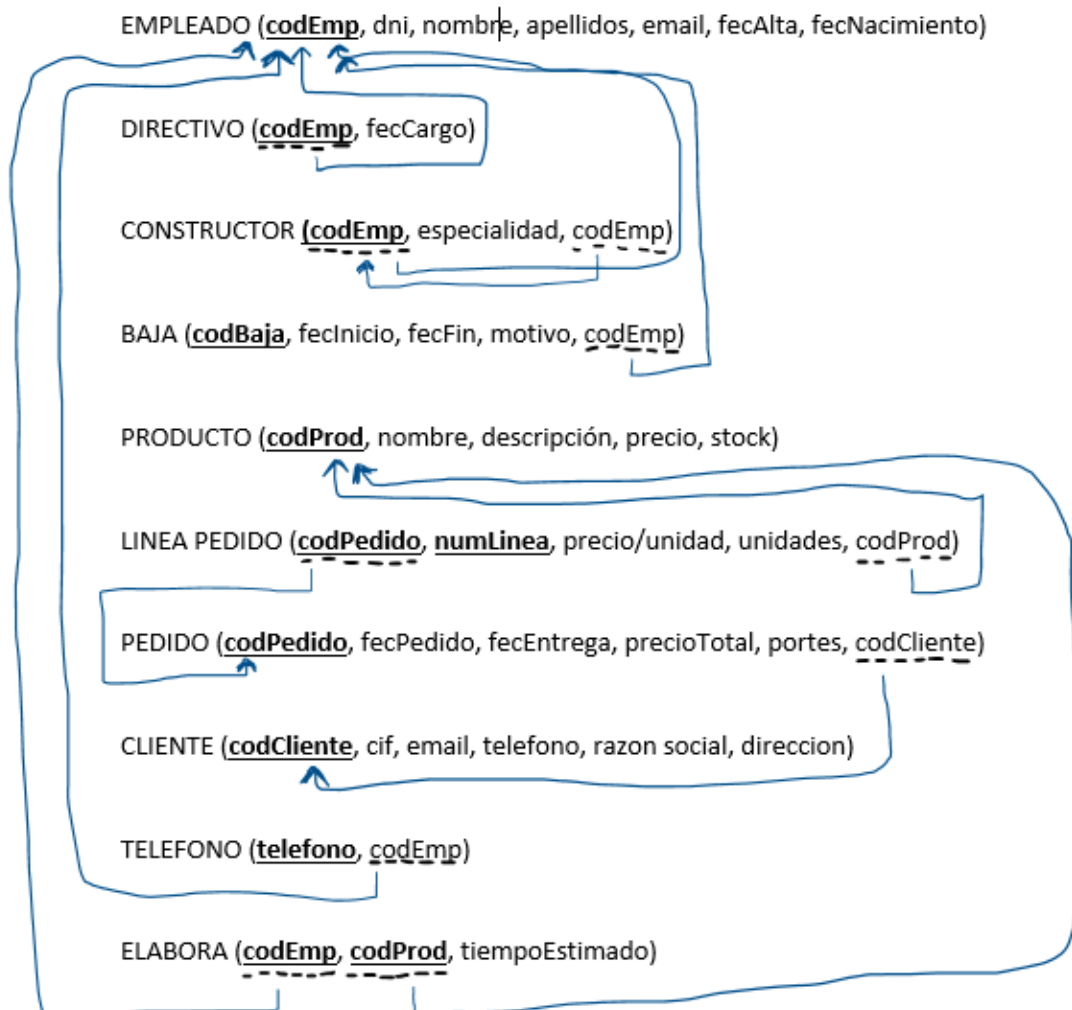 EMPLEADO (codEmp, dni, nombre, apellidos, email, fecAlta, fecNacimiento)
DIRECTIVO (codEmp, fecCargo)
CONSTRUCTOR (codEmp, especialidad, codEmp)
BAJA (codBaja, fecInicio, fecFin, motivo, codEmp)
PRODUCTO (codProd, nombre, descripción, precio, stock)
LINEA PEDIDO (codPedido, numLinea, precio/unidad, unidades, codProd)
PEDIDO (codPedido, fecPedido, fecEntrega, precioTotal, portes, codCliente)
CLIENTE (codCliente, cif, email, telefono, razon social, direccion)
TELEFONO (telefono, codEmp)
ELABORA (codEmp, codProd, tiempoEstimado)